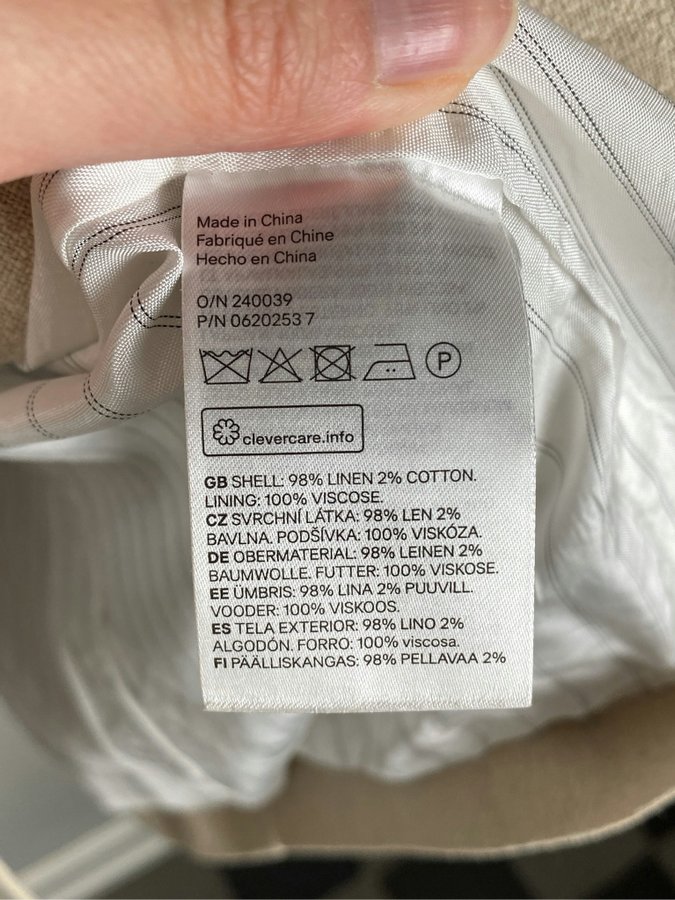 Made in China
Fabriqué en Chine
Hecho en China
O/N 240039
P/N 0620253 7
P
clevercare.info
GB SHELL: 98% LINEN 2% COTTON.
LINING: 100% VISCOSE.
CZ SVRCHNÍ LÁTKA: 98% LEN 2%
BAVLNA. PODŠÍVKA: 100% VISKÓZA.
DE OBERMATERIAL: 98% LEINEN 2%
BAUMWOLLE. FUTTER: 100% VISKOSE.
EE ÜMBRIS: 98% LINA 2% PUUVILL.
VOODER: 100% VISKOOS.
ES TELA EXTERIOR: 98% LINO 2%
ALGODÓN. FORRO: 100% viscosa.
FI PÄÄLLISKANGAS: 98% PELLAVAA 2%